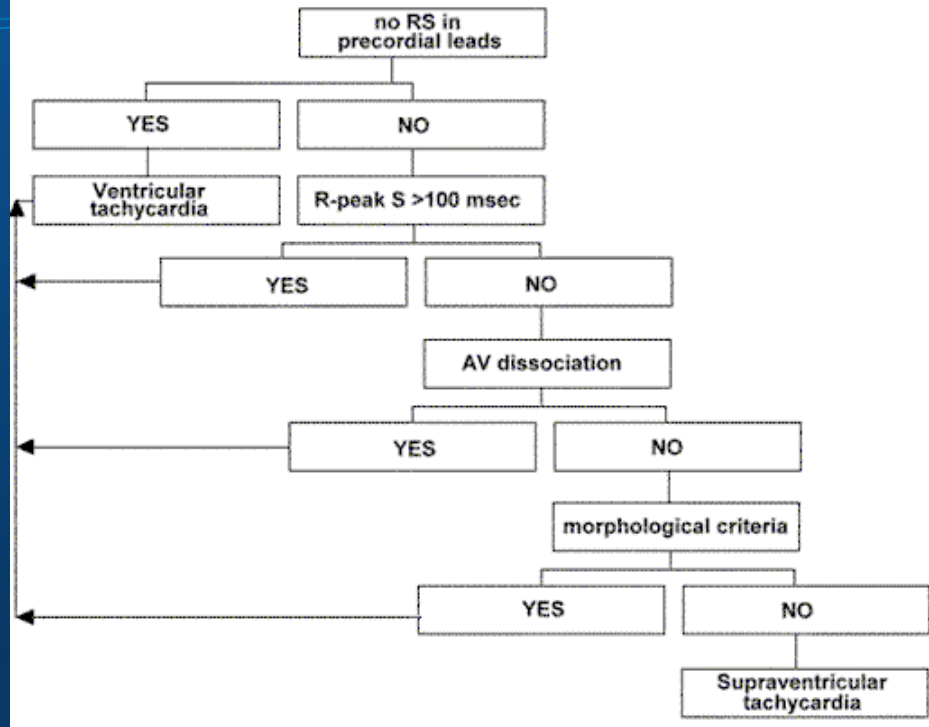 no RS in
precordial leads
YES
NO
Ventricular
tachycardia
R-peak S >100 msec
YES
NO
AV dissociation
YES
NO
morphological criteria
YES
NO
Supraventricular
tachycardia